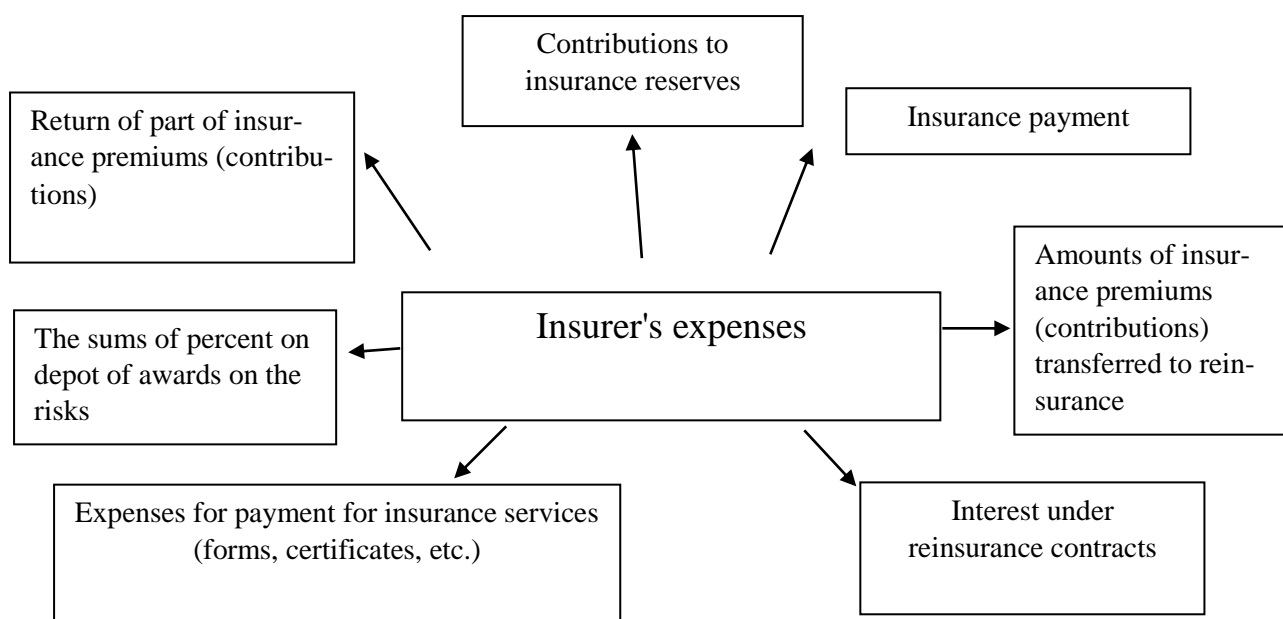 Contributions to
insurance reserves
Return of part of insur-
ance premiums (contribu-
tions)
Insurance payment
Amounts of insur-
ance premiums
(contributions)
transferred to rein-
surance
Insurer's expenses
The sums of percent on
depot of awards on the
risks
Expenses for payment for insurance services
(forms, certificates, etc.)
Interest under
reinsurance contracts